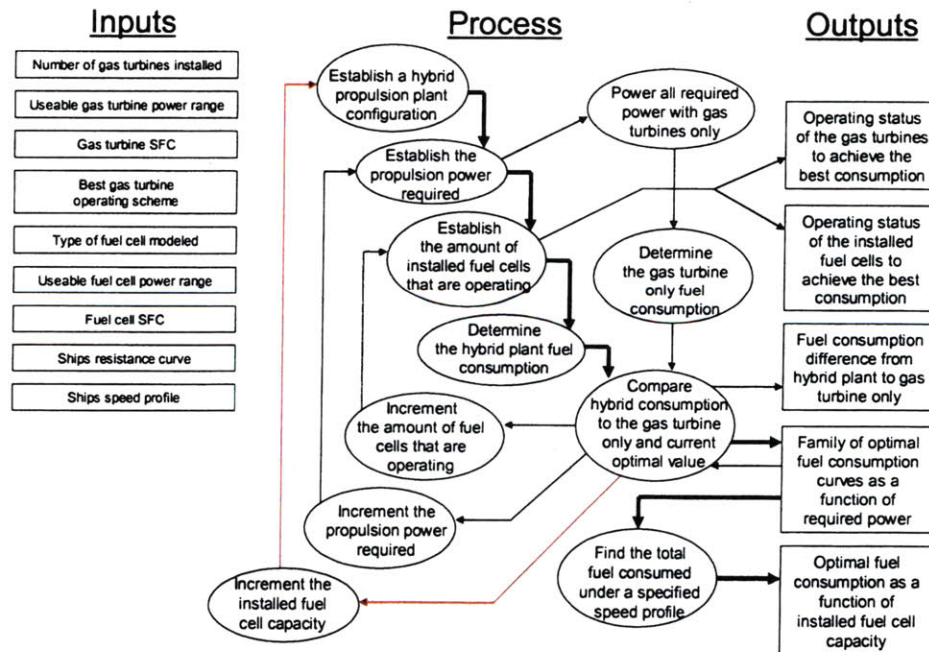 Inputs
Number of gas turbines installed
Useable gas turbine power range
Gas turbine SFC
Best gas turbine
operating scheme
Type of fuel cell modeled
Useable fuel cell power range
Fuel cell SFC
Ships resistance curve
Ships speed profile
Process
Establish a hybrid
propulsion plant
configuration
Power all required
power with gas
turbines only
Establish the
propulsion power
required
Establish
the amount of
installed fuel cells
that are operating
Determine
the gas turbine
only fuel
consumption
Determine
the hybrid plant fuel
consumption
Compare
hybrid consumption
to the gas turbine
only and current
optimal value
Increment
the amount of fuel
cells that are
operating
Increment the
propulsion power
required
Increment the
installed fuel
cell capacity
Find the total
fuel consumed
under a specified
speed profile
Outputs
Operating status
of the gas turbines
to achieve the
best consumption
Operating status
of the installed
fuel cells to
achieve the best
consumption
Fuel consumption
difference from
hybrid plant to gas
turbine only
Family of optimal
fuel consumption
curves as a
function of
required power
Optimal fuel
consumption as a
function of
installed fuel cell
capacity